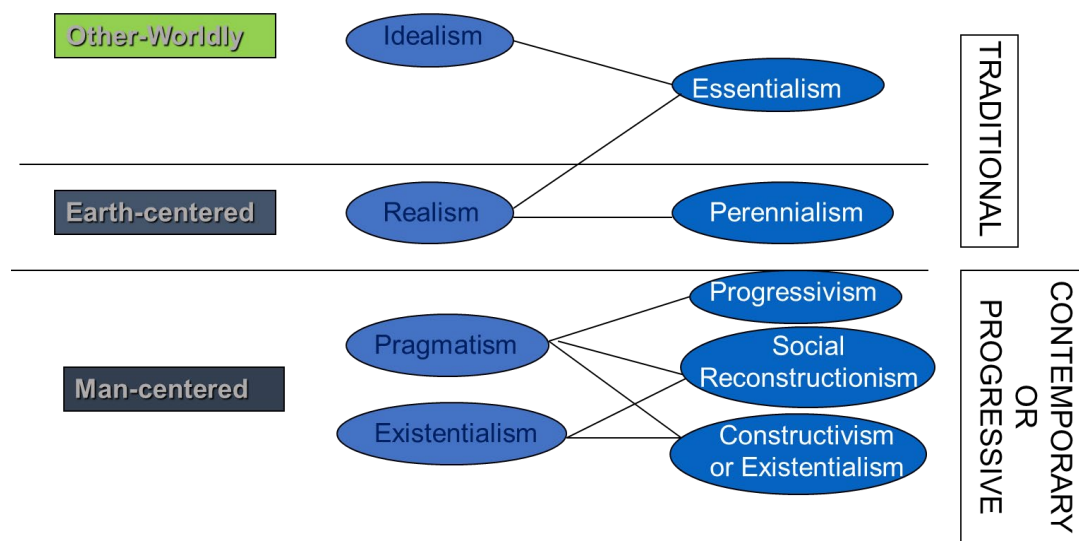 Other-Worldly
Idealism
Essentialism
TRADITIONAL
Earth-centered
Realism
Perennialism
Man-centered
Pragmatism
Existentialism
Progressivism
Social
Reconstructionism
Constructivism
or Existentialism
CONTEMPORARY
OR
PROGRESSIVE